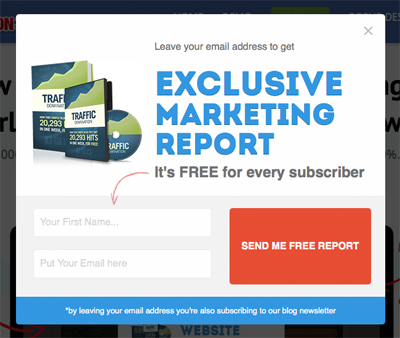 Leave your email address to get
EXCLUSIVE
MARKETING
REPORT
It's FREE for every subscriber
TRAFFIC
DOMINATION
20,293 HITS
IN ONE WEEK, FOR FREE
TRAFFIC
DOMINATION
20,293 HITS
IN ONE WEEK, FOR FREE
Your First Name...
Put Your Email here
SEND ME FREE REPORT
*by leaving your email address you're also subscribing to our blog newsletter
WEBSITE